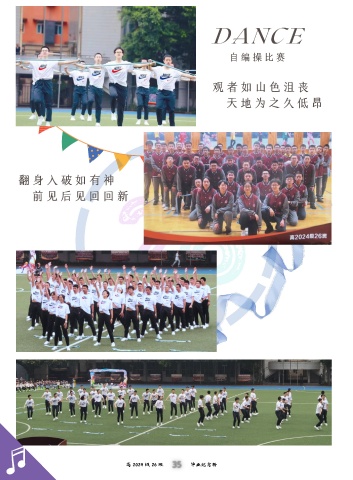 DANCE
自编操比赛
观者如山色沮丧
天地为之久低昂
翻身入破如有神
前见后见回回新
高2024届26班
高2024级26班 35 毕业纪念册